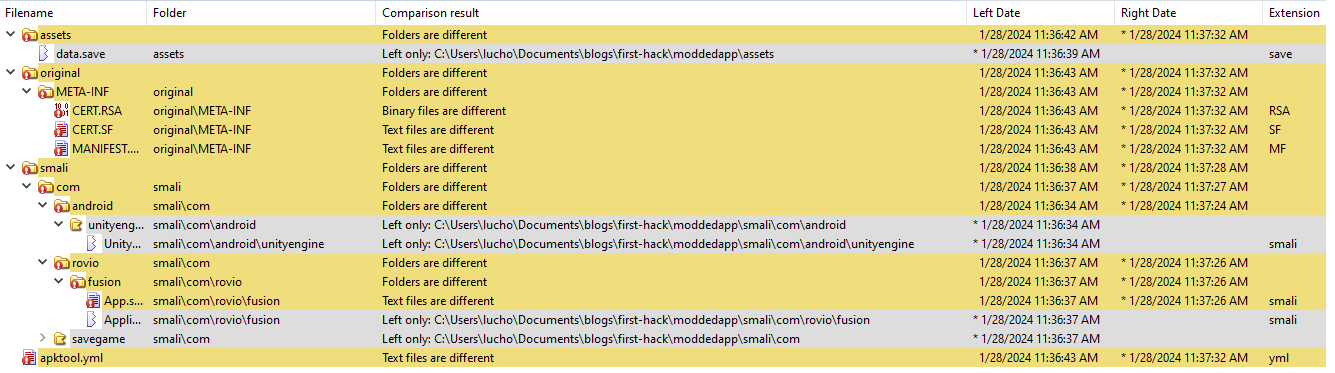 Filename Folder Comparison result Left Date Right Date Extension
assets Folders are different 1/28/2024 11:36:42 AM * 1/28/2024 11:37:32 AM
data.save assets Left only: C:\Users\lucho\Documents\blogs\first-hack\moddedapp\assets * 1/28/2024 11:36:39 AM save
original Folders are different 1/28/2024 11:36:43 AM * 1/28/2024 11:37:32 AM
META-INF original Folders are different 1/28/2024 11:36:43 AM * 1/28/2024 11:37:32 AM
CERT.RSA original\META-INF Binary files are different 1/28/2024 11:36:43 AM * 1/28/2024 11:37:32 AM RSA
CERT.SF original\META-INF Text files are different 1/28/2024 11:36:43 AM * 1/28/2024 11:37:32 AM SF
MANIFEST.... original\META-INF Text files are different 1/28/2024 11:36:43 AM * 1/28/2024 11:37:32 AM MF
smali Folders are different 1/28/2024 11:36:38 AM * 1/28/2024 11:37:28 AM
com smali Folders are different 1/28/2024 11:36:37 AM * 1/28/2024 11:37:27 AM
android smali\com Folders are different 1/28/2024 11:36:34 AM * 1/28/2024 11:37:24 AM
unityeng... smali\com\android Left only: C:\Users\lucho\Documents\blogs\first-hack\moddedapp\smali\com\android * 1/28/2024 11:36:34 AM
Unity... smali\com\android\unityengine Left only: C:\Users\lucho\Documents\blogs\first-hack\moddedapp\smali\com\android\unityengine * 1/28/2024 11:36:34 AM smali
rovio smali\com Folders are different 1/28/2024 11:36:37 AM * 1/28/2024 11:37:26 AM
fusion smali\com\rovio Folders are different 1/28/2024 11:36:37 AM * 1/28/2024 11:37:26 AM
App.s... smali\com\rovio\fusion Text files are different 1/28/2024 11:36:37 AM * 1/28/2024 11:37:26 AM smali
Appli... smali\com\rovio\fusion Left only: C:\Users\lucho\Documents\blogs\first-hack\moddedapp\smali\com\rovio\fusion * 1/28/2024 11:36:37 AM smali
savegame smali\com Left only: C:\Users\lucho\Documents\blogs\first-hack\moddedapp\smali\com * 1/28/2024 11:36:37 AM
apktool.yml Text files are different 1/28/2024 11:36:43 AM * 1/28/2024 11:37:32 AM yml